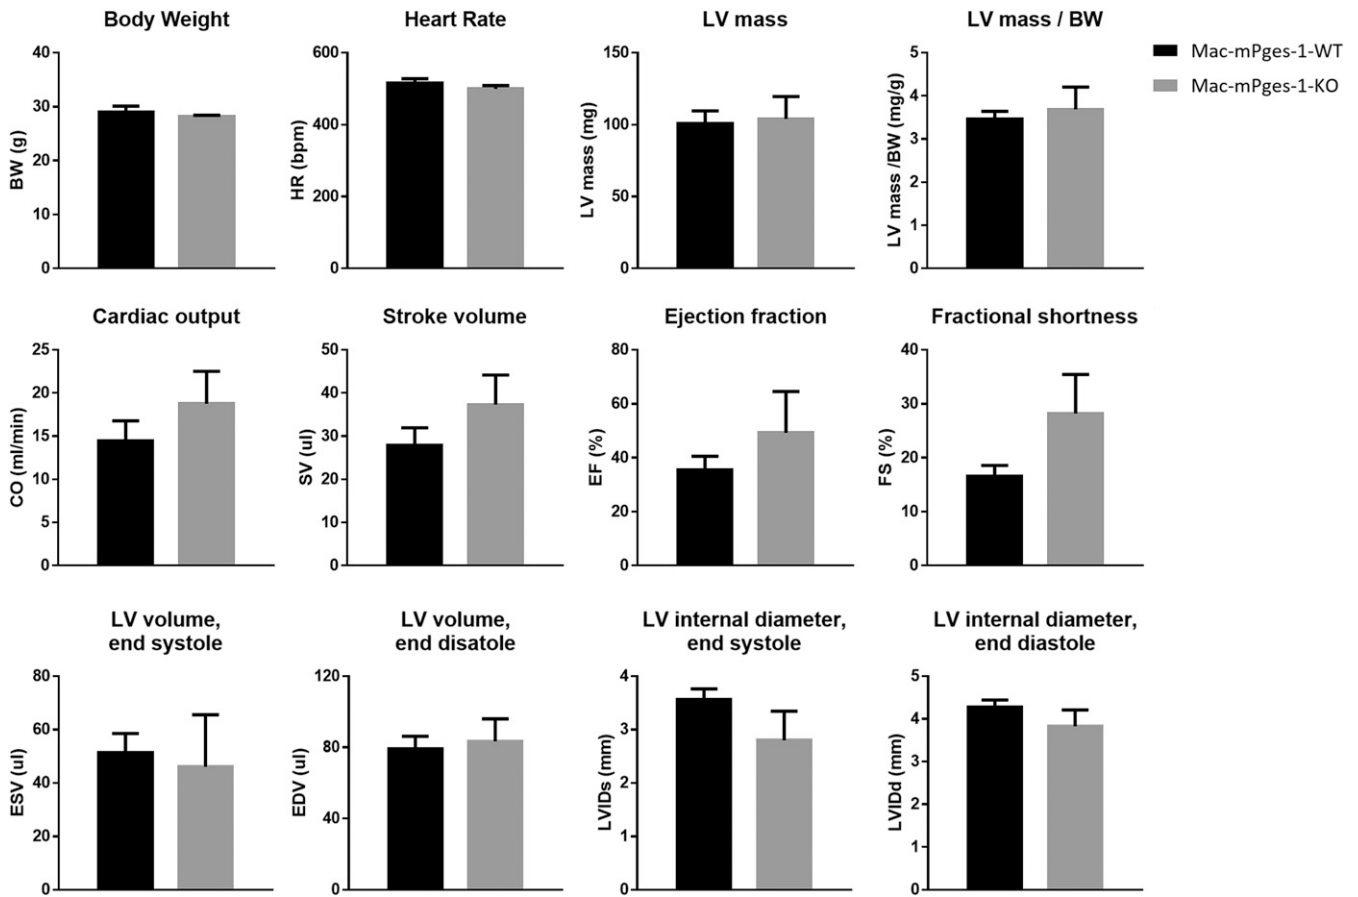 Body Weight
BW (g)
40
30
20
10
0
Heart Rate
HR (bpm)
600
400
200
0
LV mass
LV mass (mg)
150
100
50
0
LV mass / BW
LV mass /BW (mg/g)
5
4
3
2
1
0
Mac-mPges-1-WT
Mac-mPges-1-KO
Cardiac output
CO (ml/min)
25
20
15
10
5
0
Stroke volume
SV (ul)
50
40
30
20
10
0
Ejection fraction
EF (%)
80
60
40
20
0
Fractional shortness
FS (%)
40
30
20
10
0
LV volume,
end systole
ESV (ul)
80
60
40
20
0
LV volume,
end disatole
EDV (ul)
120
80
40
0
LV internal diameter,
end systole
LVIDs (mm)
4
3
2
1
0
LV internal diameter,
end diastole
LVIDd (mm)
5
4
3
2
1
0